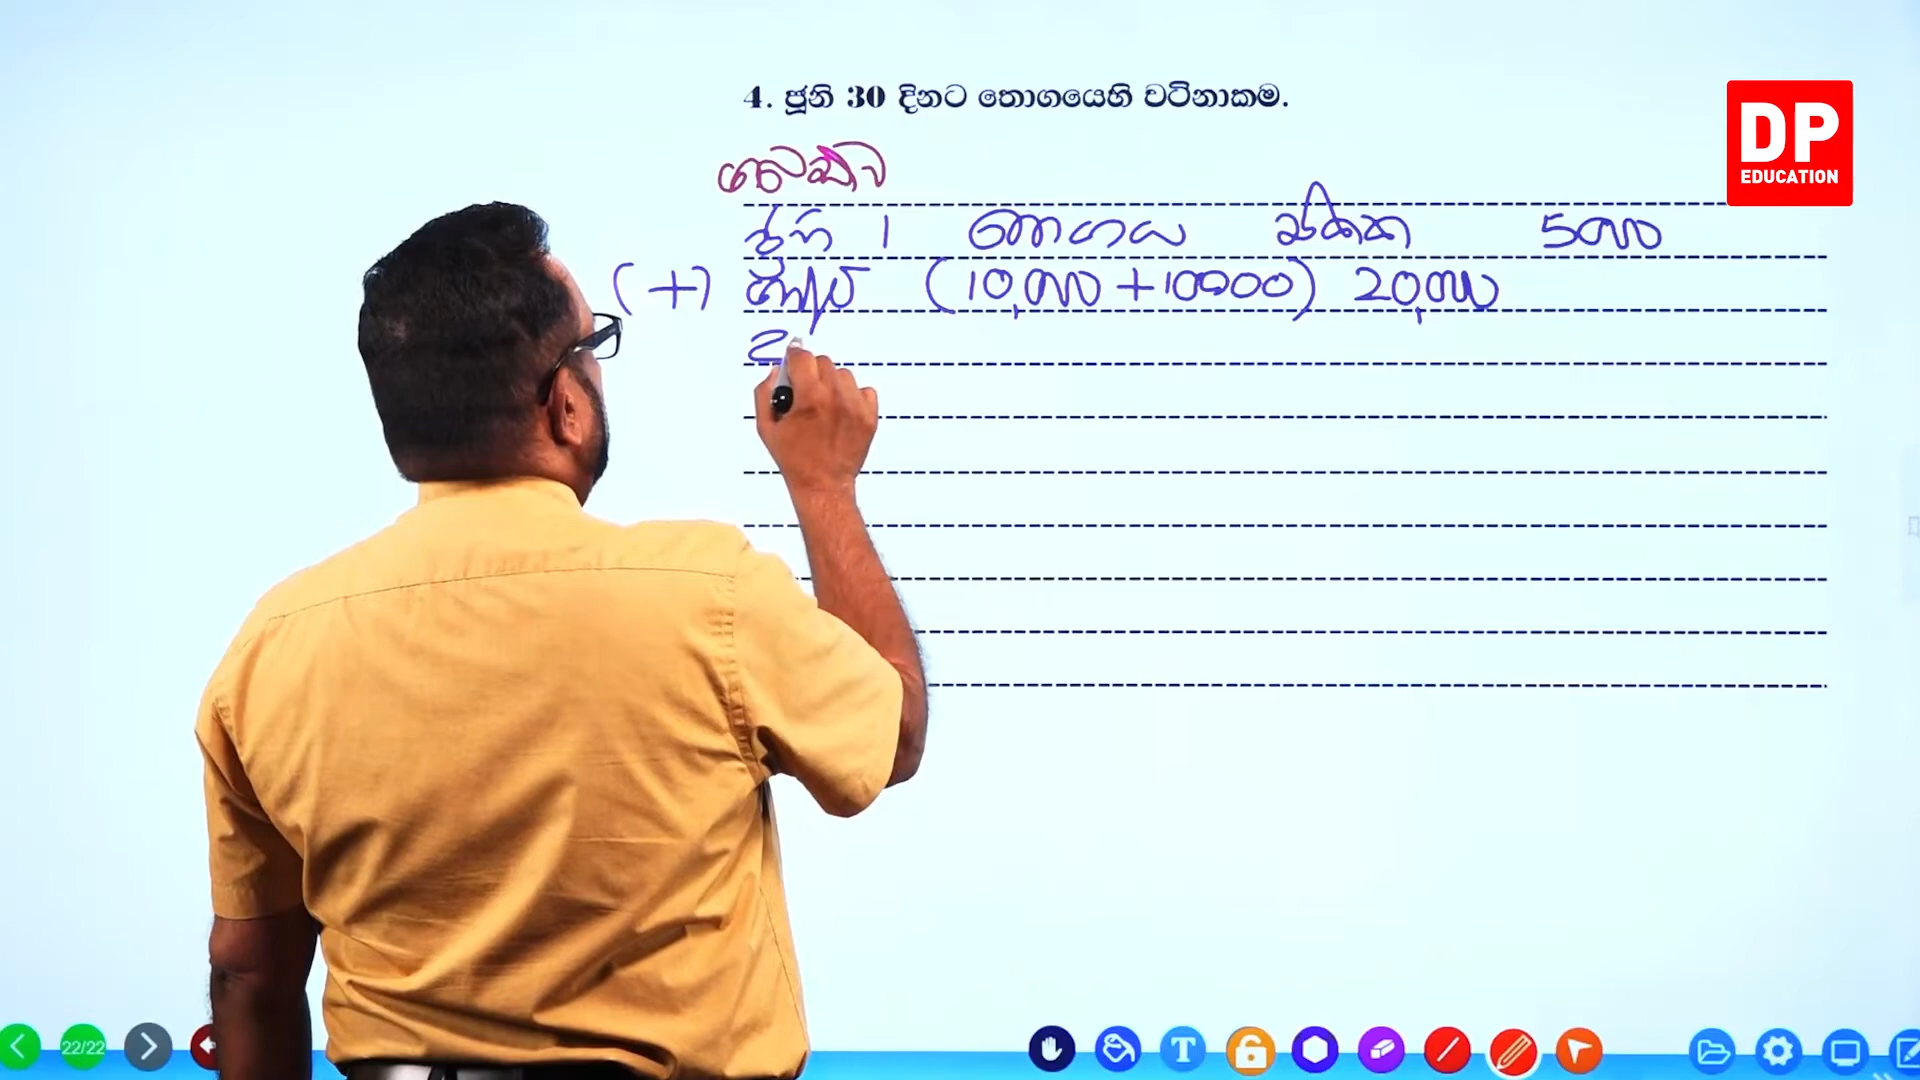 4. ජූනි 30 දිනට තොගයෙහි වටිනාකම.
DP
EDUCATION
ජුනි 1 තොගය ඒකක 5000
(+) (10,000 + 10000) 20,000
2
22/22
T